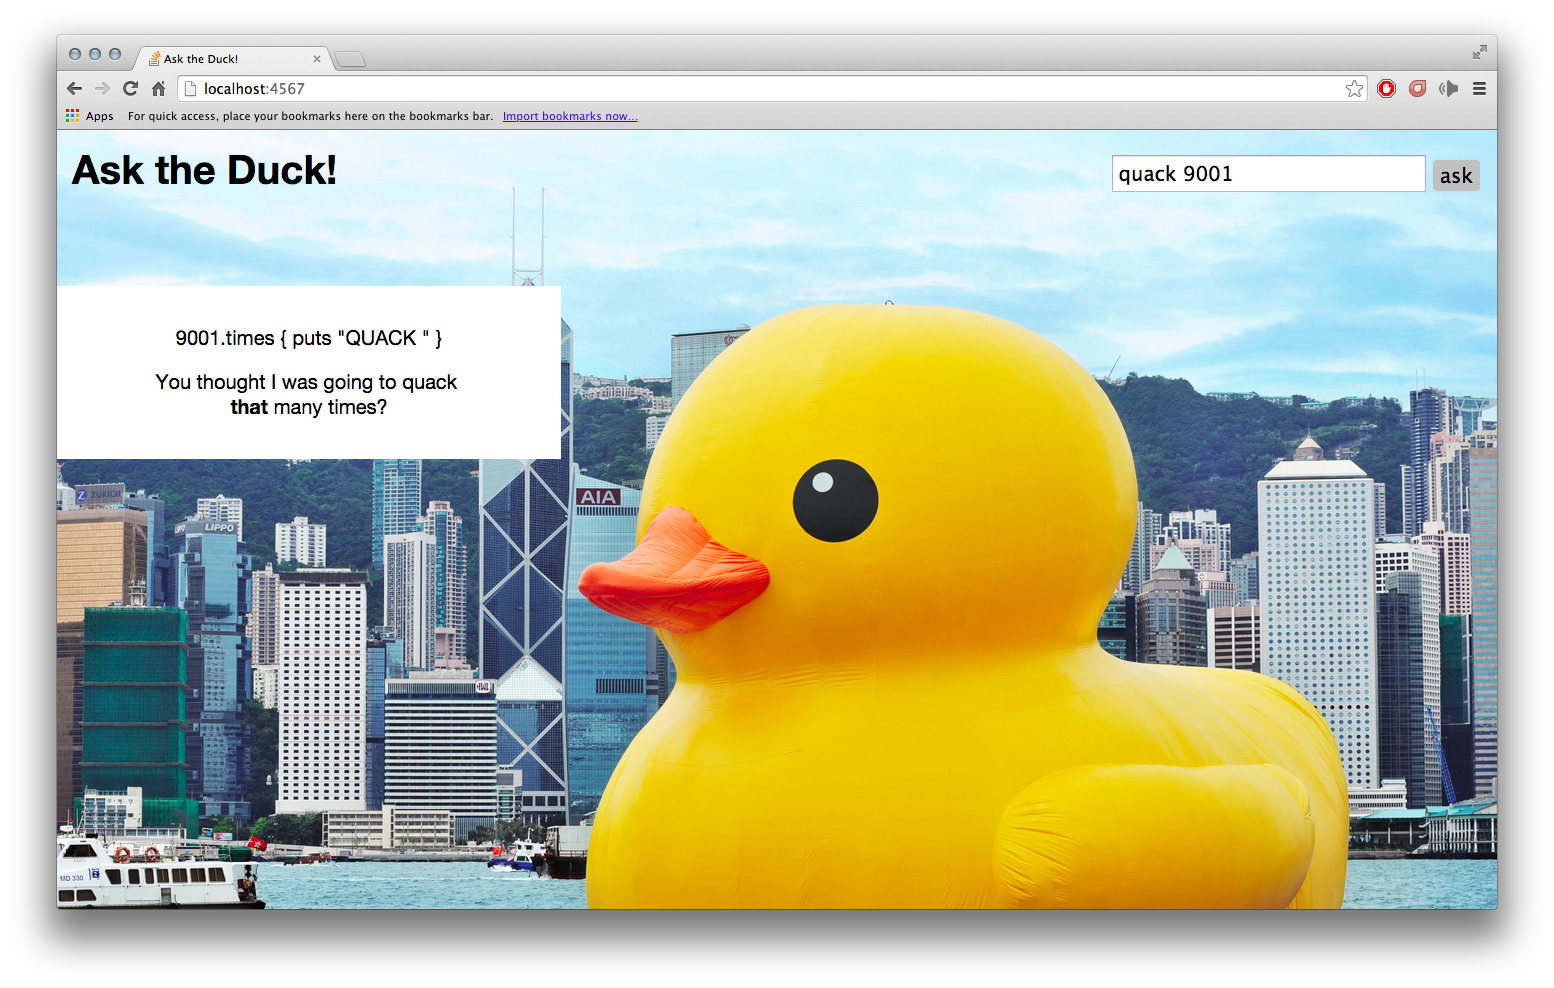 Ask the Duck!
localhost:4567
Apps For quick access, place your bookmarks here on the bookmarks bar. Import bookmarks now...
Ask the Duck!
quack 9001
ask
9001.times { puts "QUACK " }
You thought I was going to quack
that many times?
ZURICH
LIPPO
AIA
MD 330